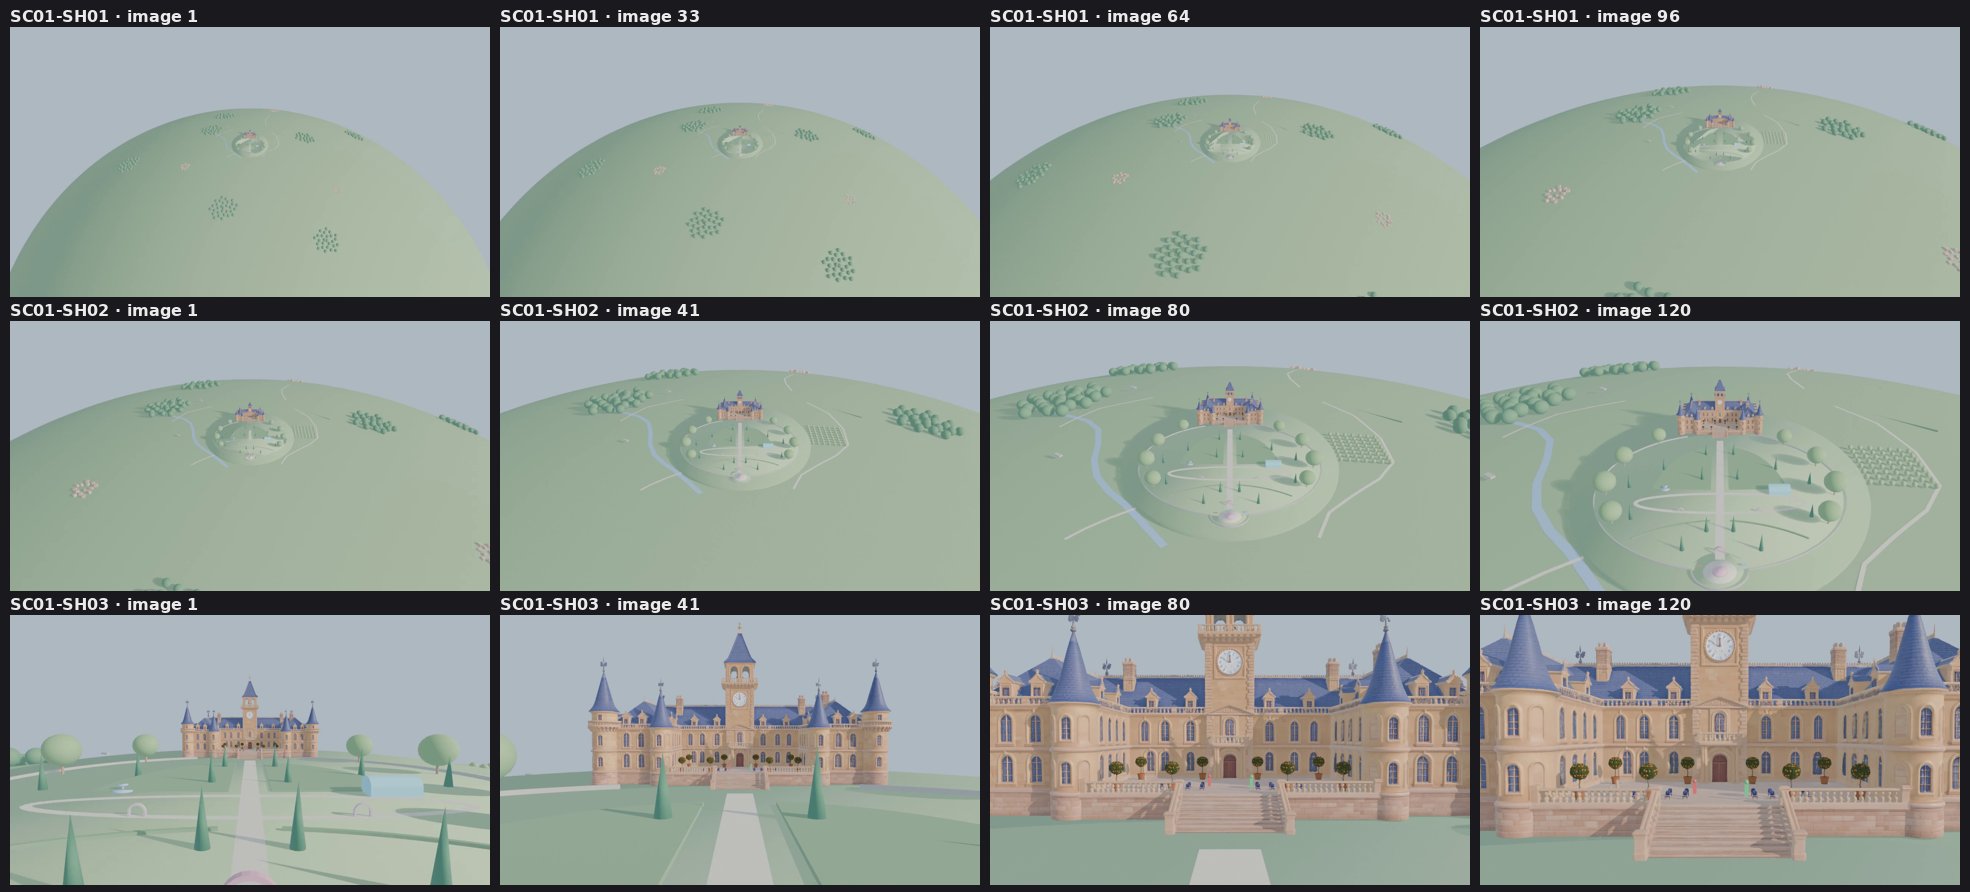 SC01-SH01 · image 1
SC01-SH01 · image 33
SC01-SH01 · image 64
SC01-SH01 · image 96
SC01-SH02 · image 1
SC01-SH02 · image 41
SC01-SH02 · image 80
SC01-SH02 · image 120
SC01-SH03 · image 1
SC01-SH03 · image 41
SC01-SH03 · image 80
SC01-SH03 · image 120